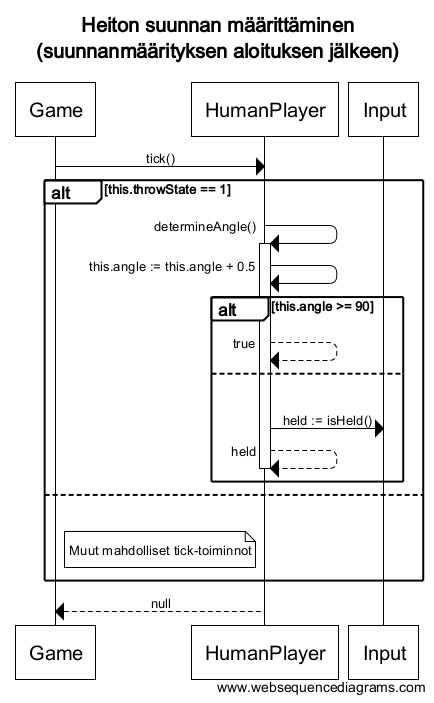 Heiton suunnan määrittäminen
(suunnanmäärityksen aloituksen jälkeen)
Game
HumanPlayer
Input
tick()
alt
[this.throwState == 1]
determineAngle()
this.angle := this.angle + 0.5
alt
[this.angle >= 90]
true
held := isHeld()
held
Muut mahdolliset tick-toiminnot
null
Game
HumanPlayer
Input
www.websequencediagrams.com